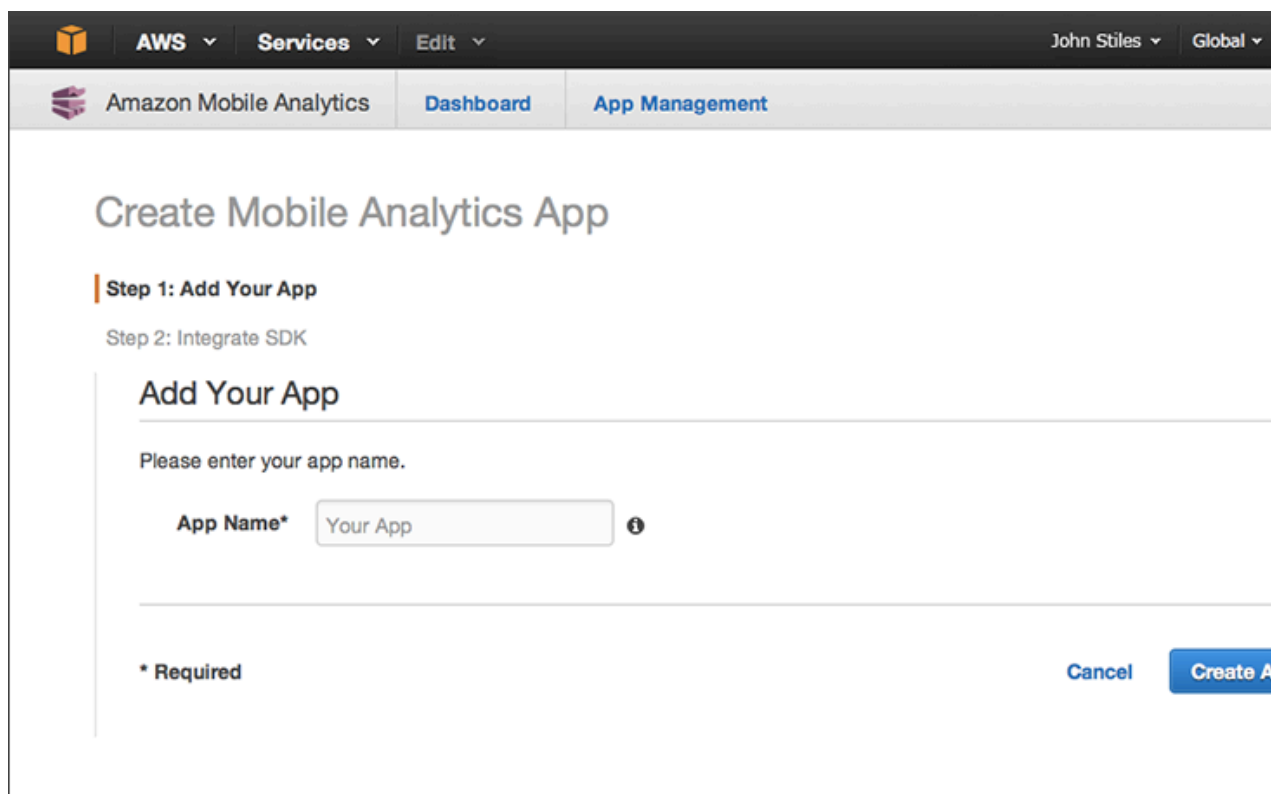 AWS Services Edit John Stiles Global
Amazon Mobile Analytics Dashboard App Management
Create Mobile Analytics App
Step 1: Add Your App
Step 2: Integrate SDK
Add Your App
Please enter your app name.
App Name* Your App
* Required Cancel Create A